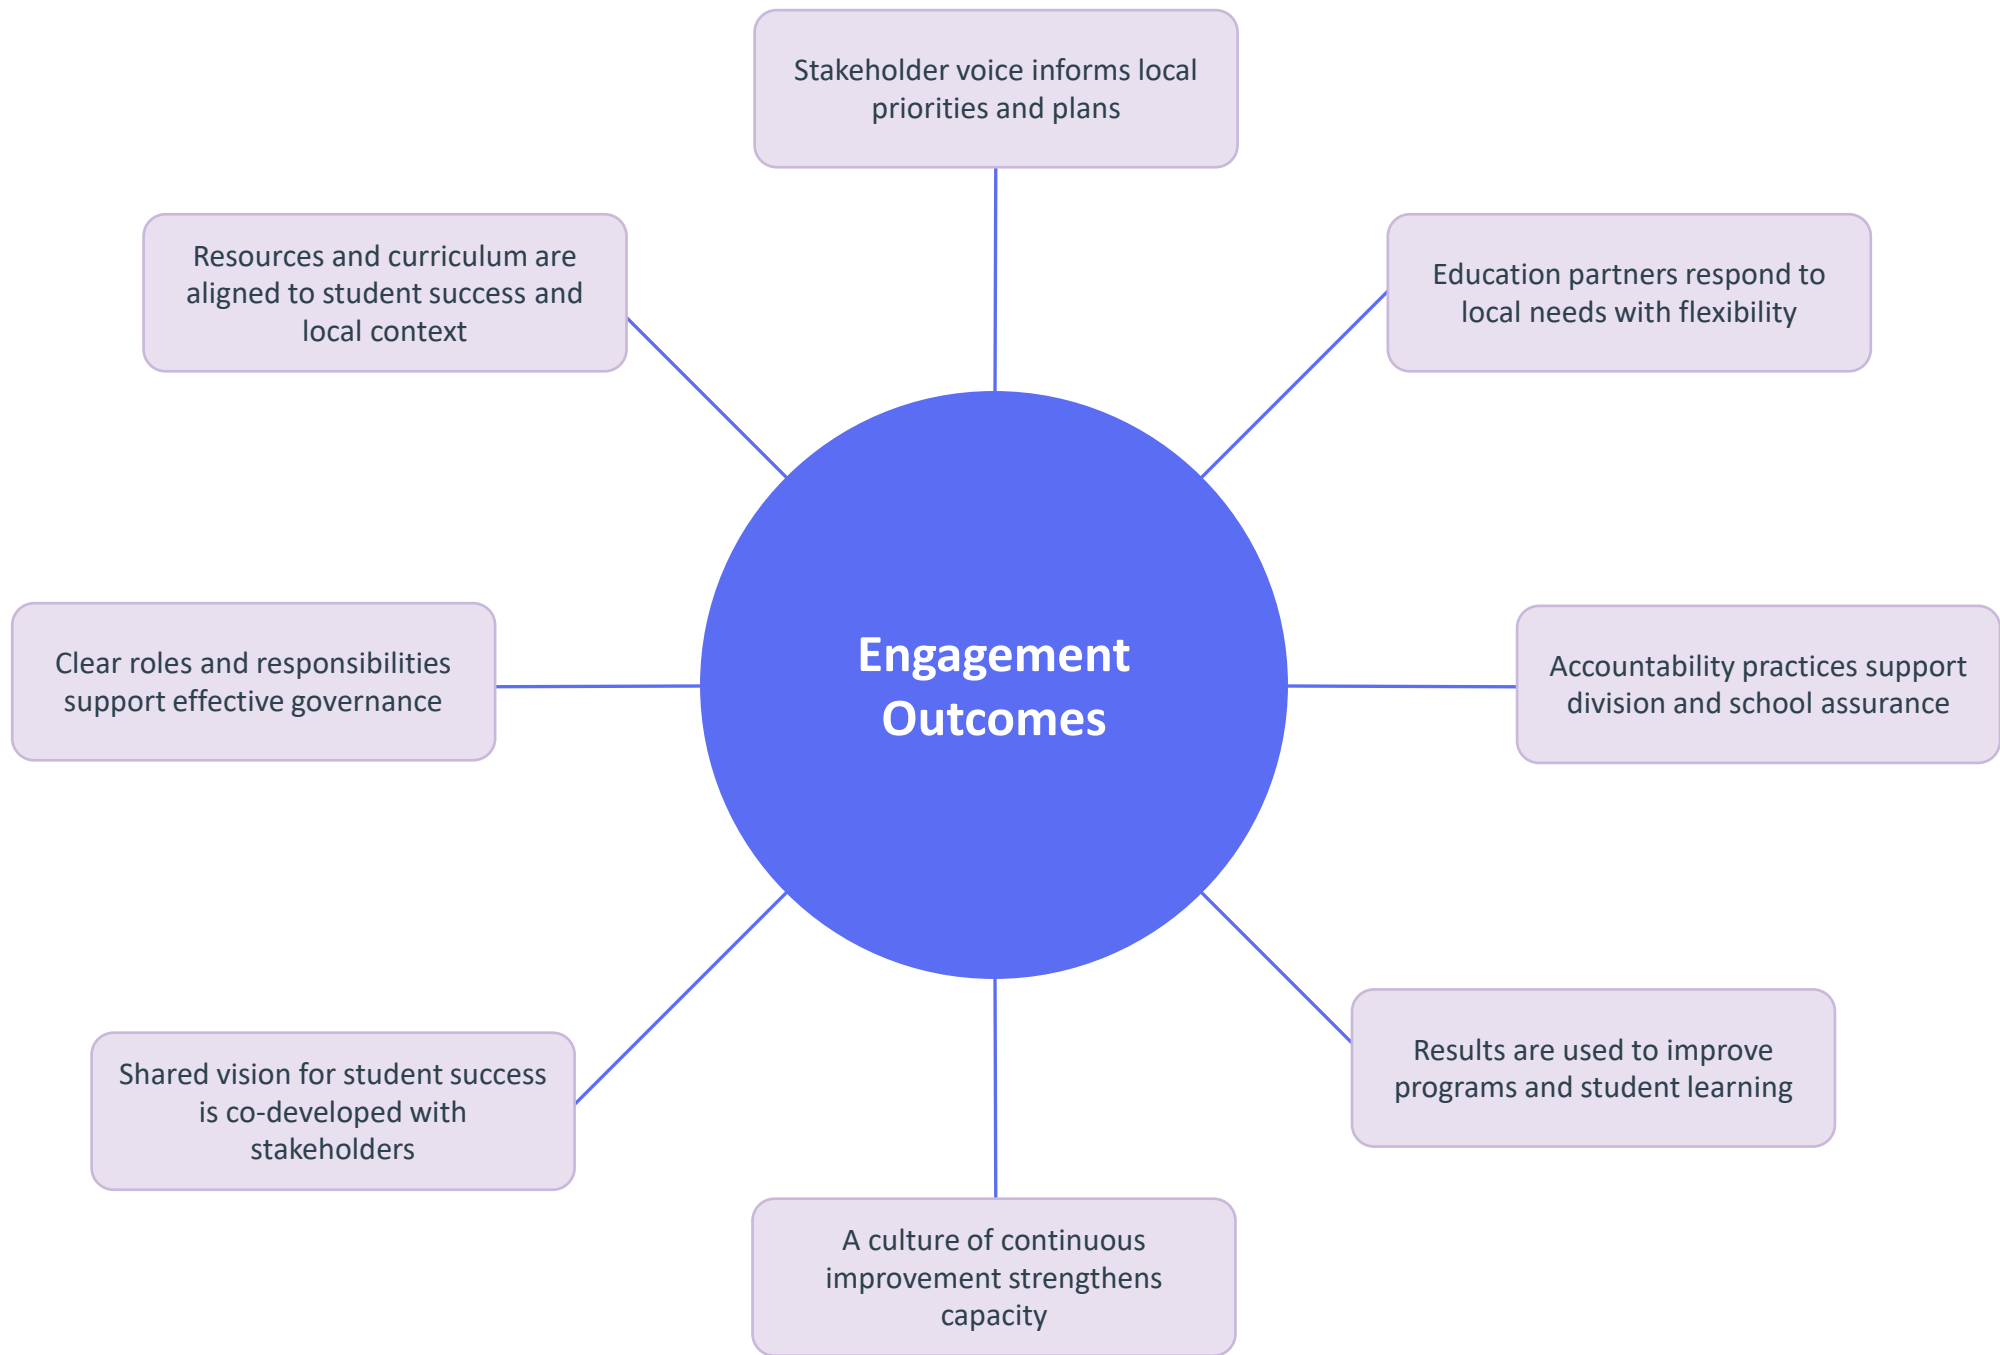 Stakeholder voice informs local
priorities and plans
Resources and curriculum are
aligned to student success and
local context
Education partners respond to
local needs with flexibility
Clear roles and responsibilities
support effective governance
Engagement
Outcomes
Accountability practices support
division and school assurance
Shared vision for student success
is co-developed with
stakeholders
Results are used to improve
programs and student learning
A culture of continuous
improvement strengthens
capacity